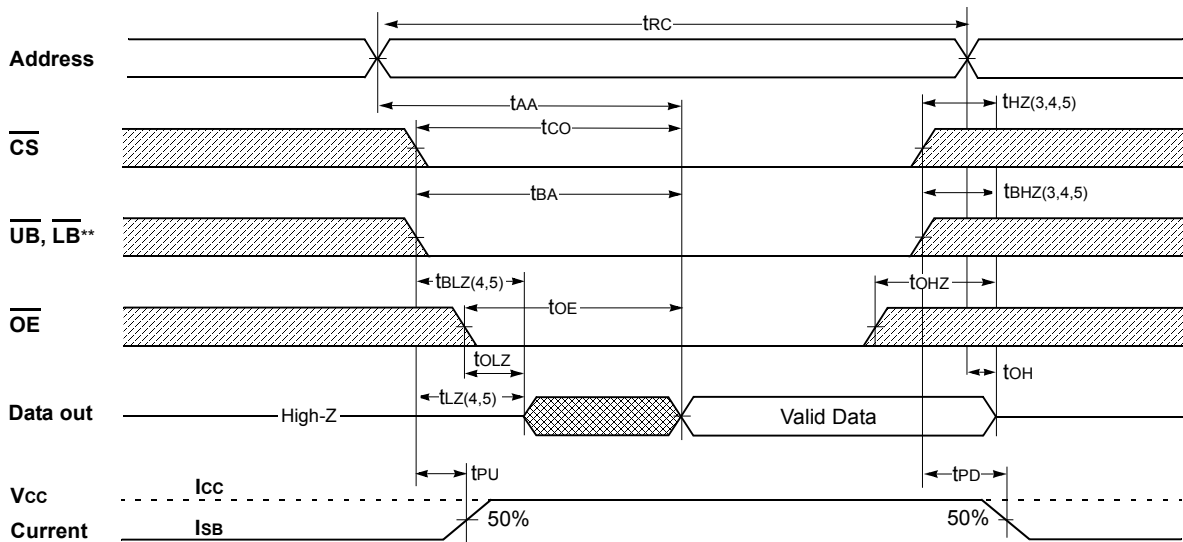 tRC
Address
tAA
tHZ(3,4,5)
tCO
CS
tBA
tBHZ(3,4,5)
UB, LB**
tBLZ(4,5)
tOHZ
tOE
OE
tOLZ
tOH
tLZ(4,5)
Data out
High-Z
Valid Data
tPU
tPD
VCC
ICC
50%
50%
Current
ISB